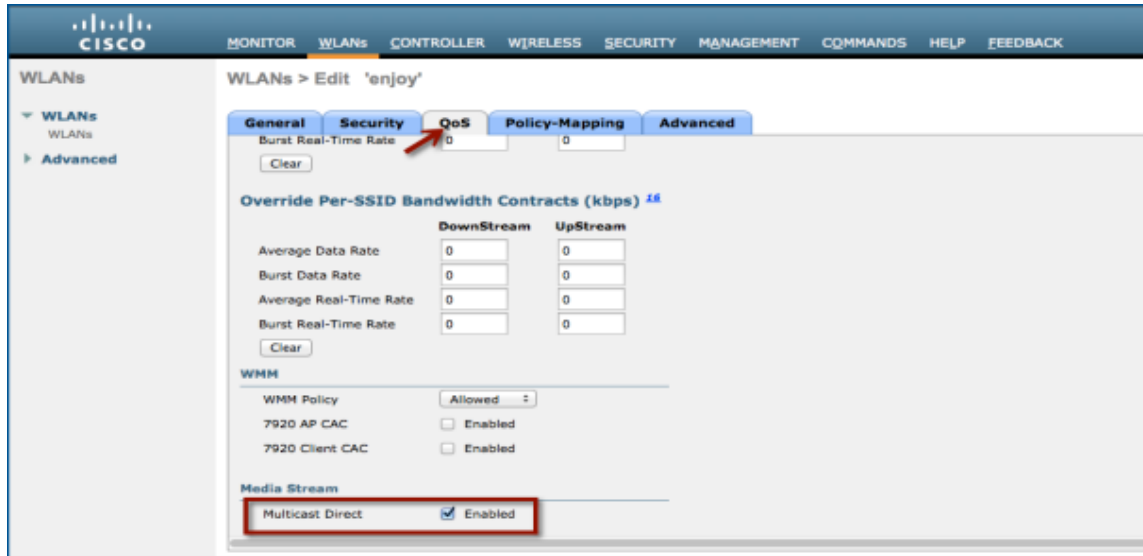 CISCO
MONITOR WLANs CONTROLLER WIRELESS SECURITY MANAGEMENT COMMANDS HELP FEEDBACK
WLANs
WLANs > Edit 'enjoy'
WLANs
WLANs
Advanced
General Security QoS Policy-Mapping Advanced
Burst Real-Time Rate 0 0
Clear
Override Per-SSID Bandwidth Contracts (kbps) 16
DownStream UpStream
Average Data Rate 0 0
Burst Data Rate 0 0
Average Real-Time Rate 0 0
Burst Real-Time Rate 0 0
Clear
WMM
WMM Policy Allowed
7920 AP CAC Enabled
7920 Client CAC Enabled
Media Stream
Multicast Direct Enabled